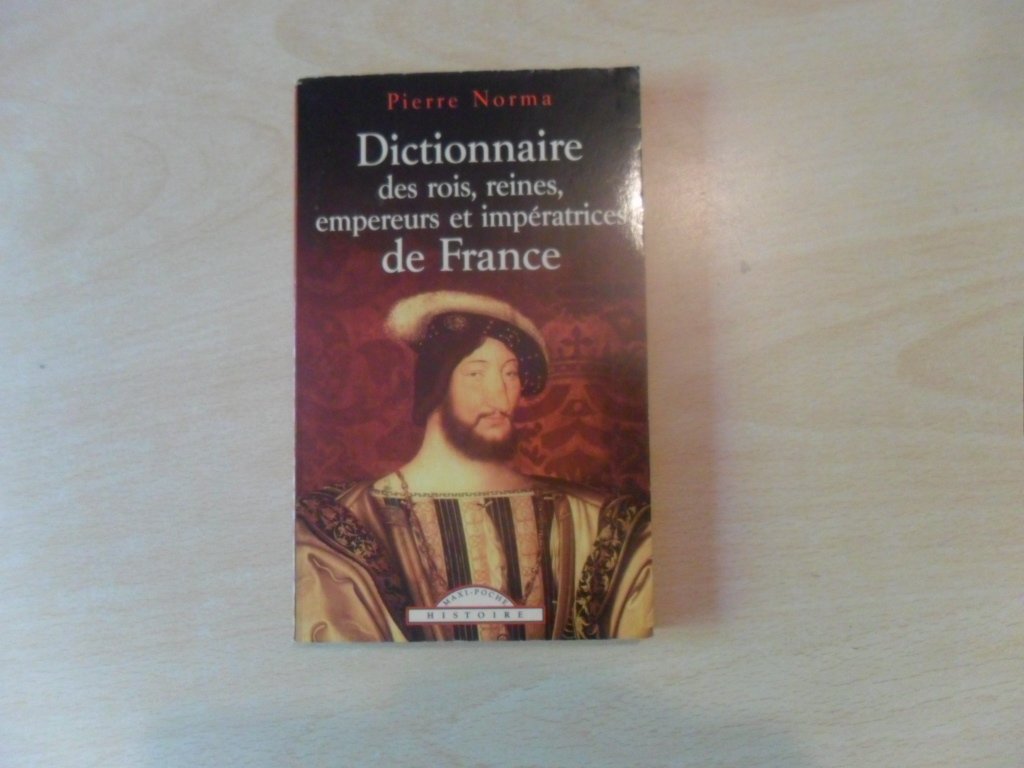 Pierre Norma
Dictionnaire
des rois, reines,
empereurs et impératrices
de France
MAXI-POCHE
HISTOIRE